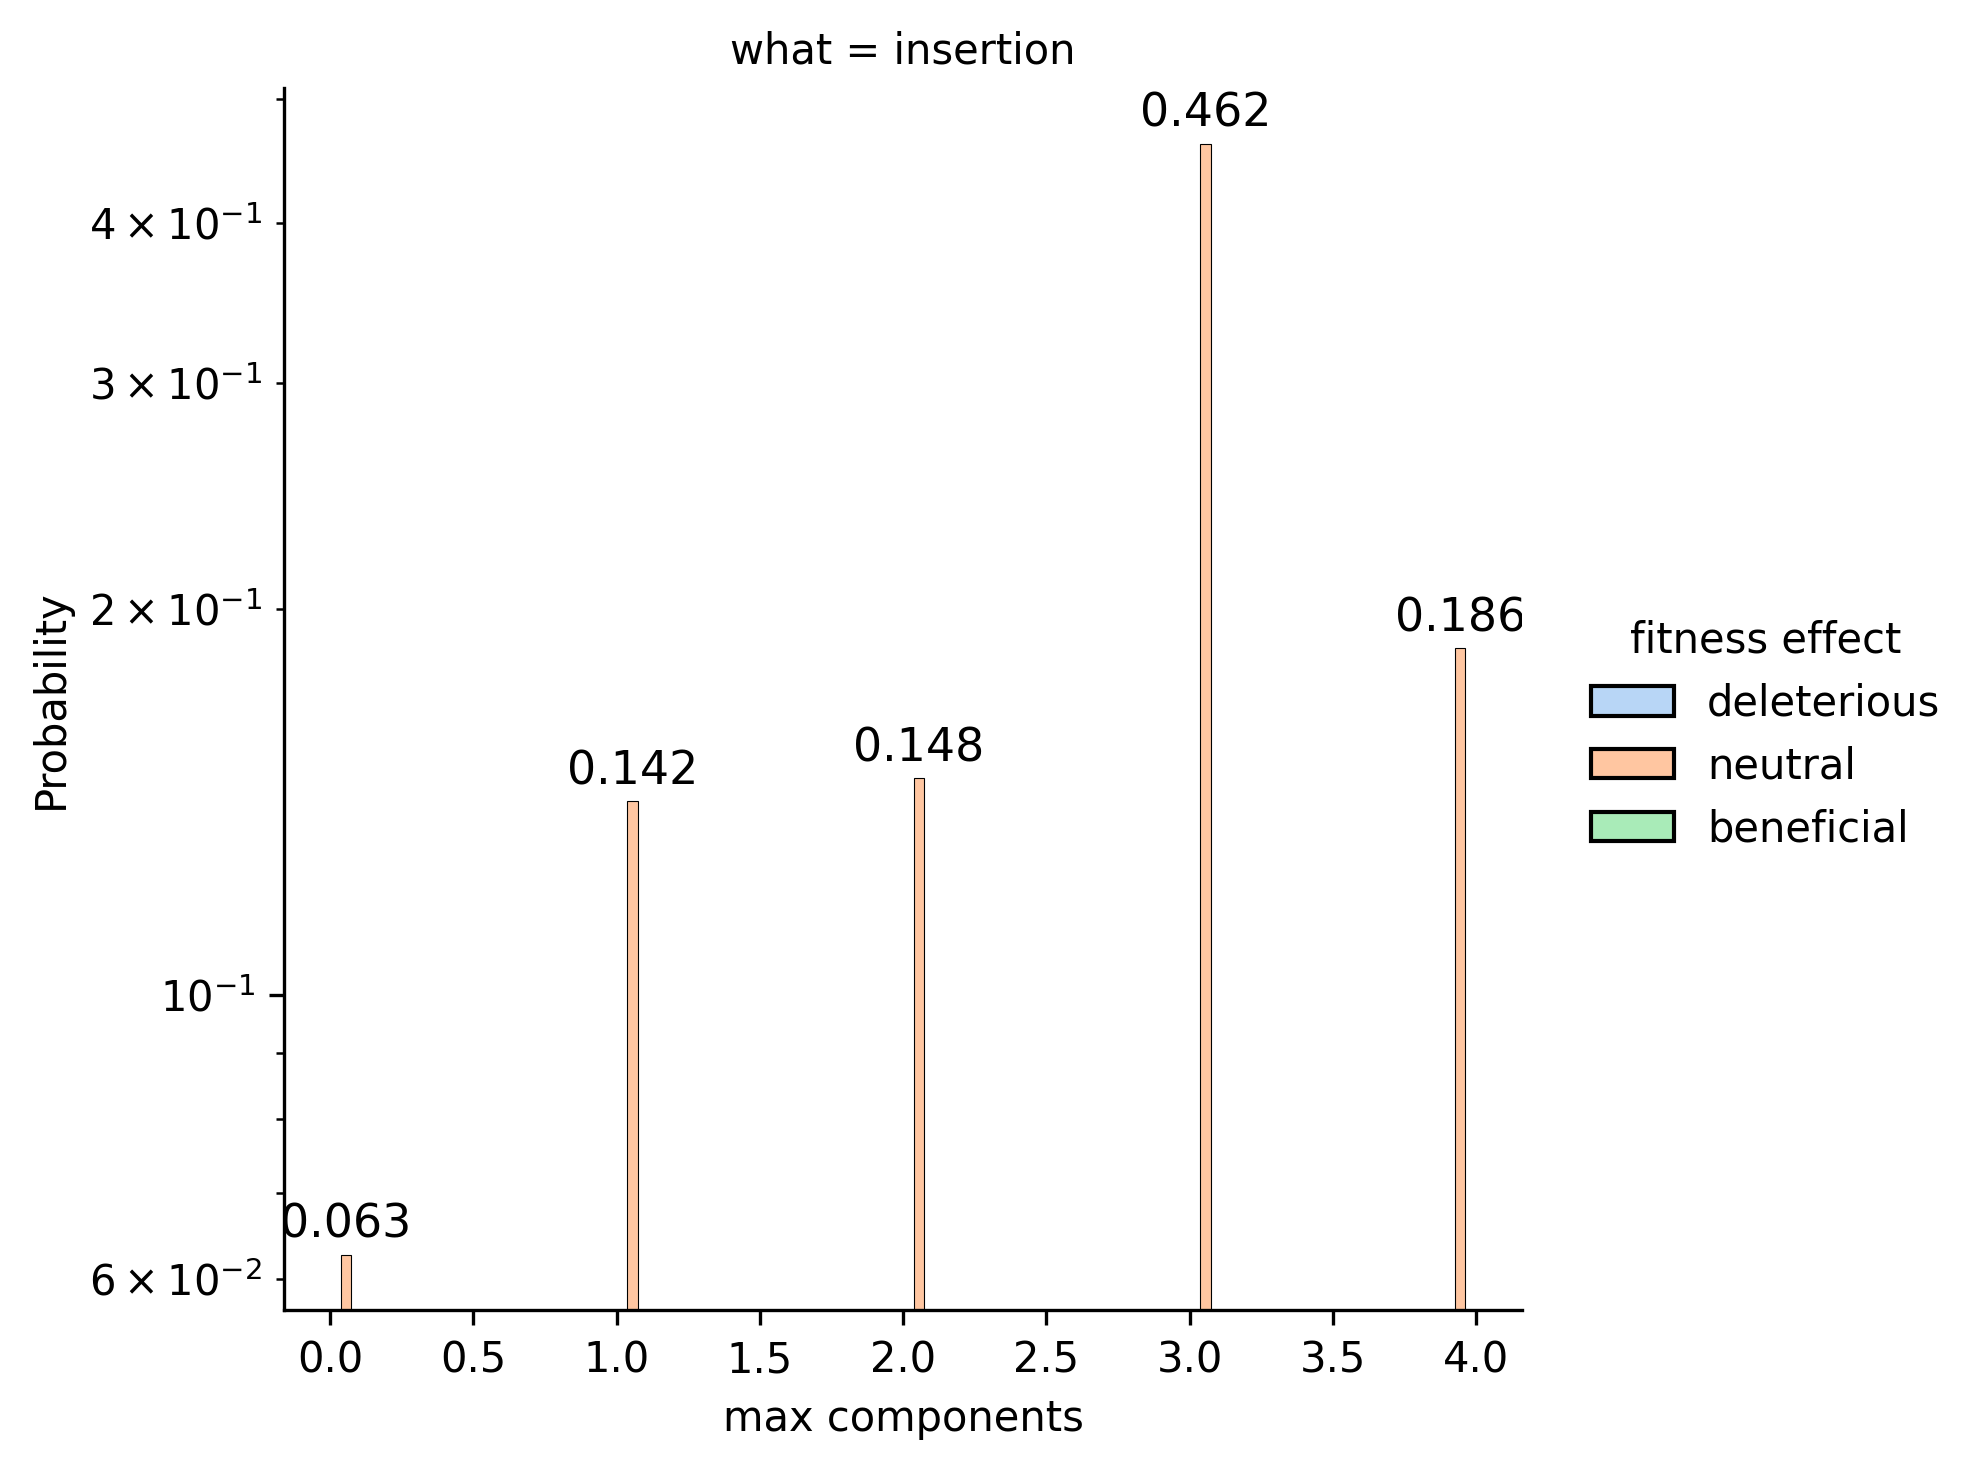 what = insertion
Probability
4 × 10⁻¹
3 × 10⁻¹
2 × 10⁻¹
10⁻¹
6 × 10⁻²
0.063
0.142
0.148
0.462
0.186
0.0 0.5 1.0 1.5 2.0 2.5 3.0 3.5 4.0
max components
fitness effect
deleterious
neutral
beneficial